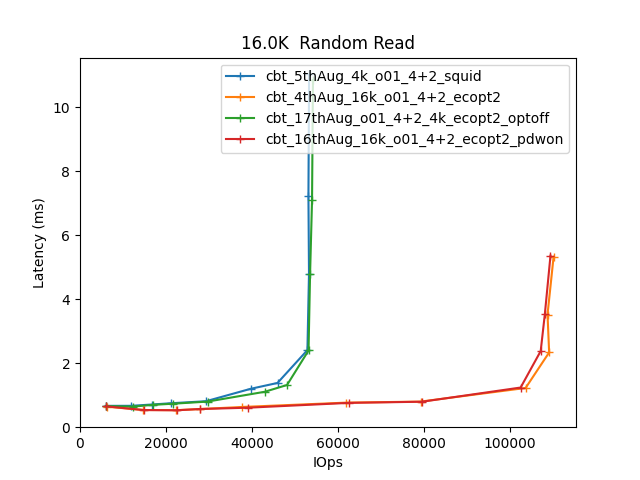 16.0K  Random Read
cbt_5thAug_4k_o01_4+2_squid
cbt_4thAug_16k_o01_4+2_ecopt2
cbt_17thAug_o01_4+2_4k_ecopt2_optoff
cbt_16thAug_16k_o01_4+2_ecopt2_pdwon
Latency (ms)
10
8
6
4
2
0
0 20000 40000 60000 80000 100000
IOps